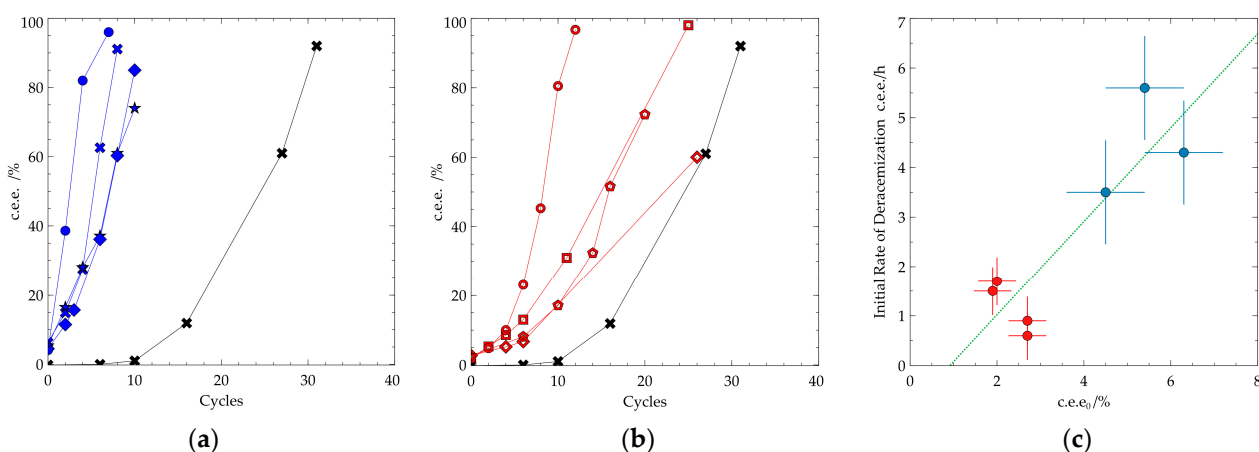 100
80
60
40
20
0
c.e.e. /%
0 10 20 30 40
Cycles
(a)
100
80
60
40
20
0
c.e.e. /%
0 10 20 30 40
Cycles
(b)
7
6
5
4
3
2
1
0
Initial Rate of Deracemization c.e.e./h
0 2 4 6 8
c.e.e₀/%
(c)